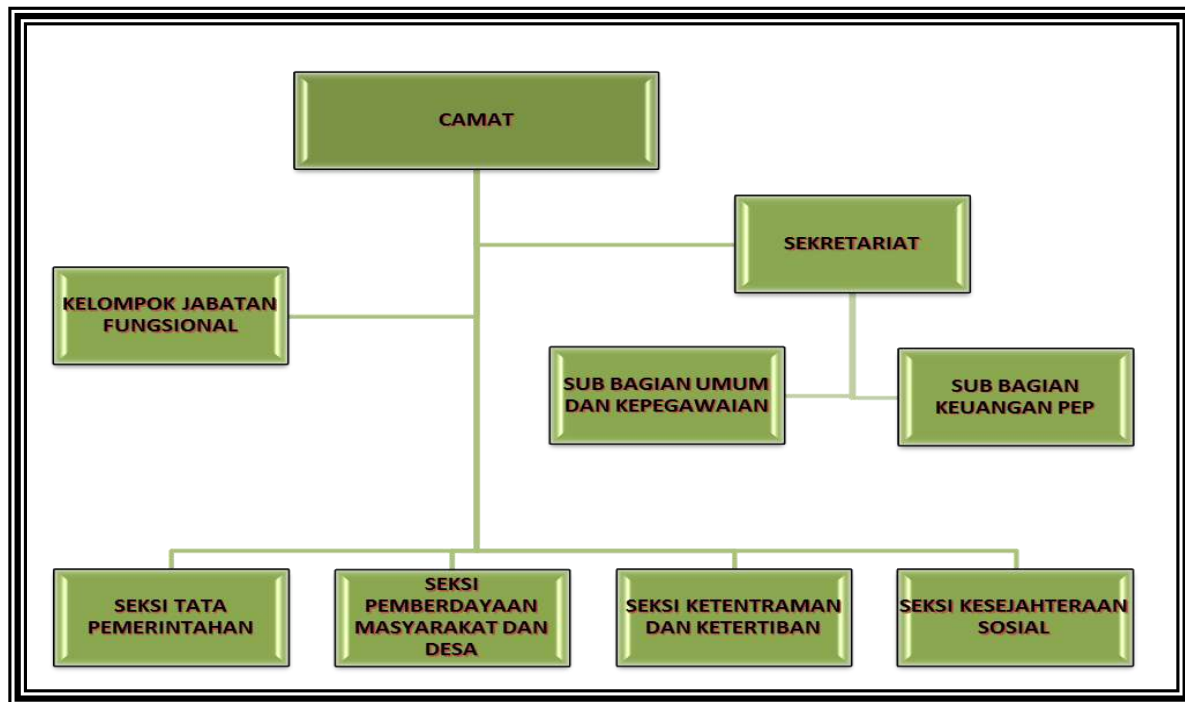 CAMAT
SEKRETARIAT
KELOMPOK JABATAN
FUNGSIONAL
SUB BAGIAN UMUM
DAN KEPEGAWAIAN
SUB BAGIAN
KEUANGAN PEP
SEKSI TATA
PEMERINTAHAN
SEKSI
PEMBERDAYAAN
MASYARAKAT DAN
DESA
SEKSI KETENTRAMAN
DAN KETERTIBAN
SEKSI KESEJAHTERAAN
SOSIAL